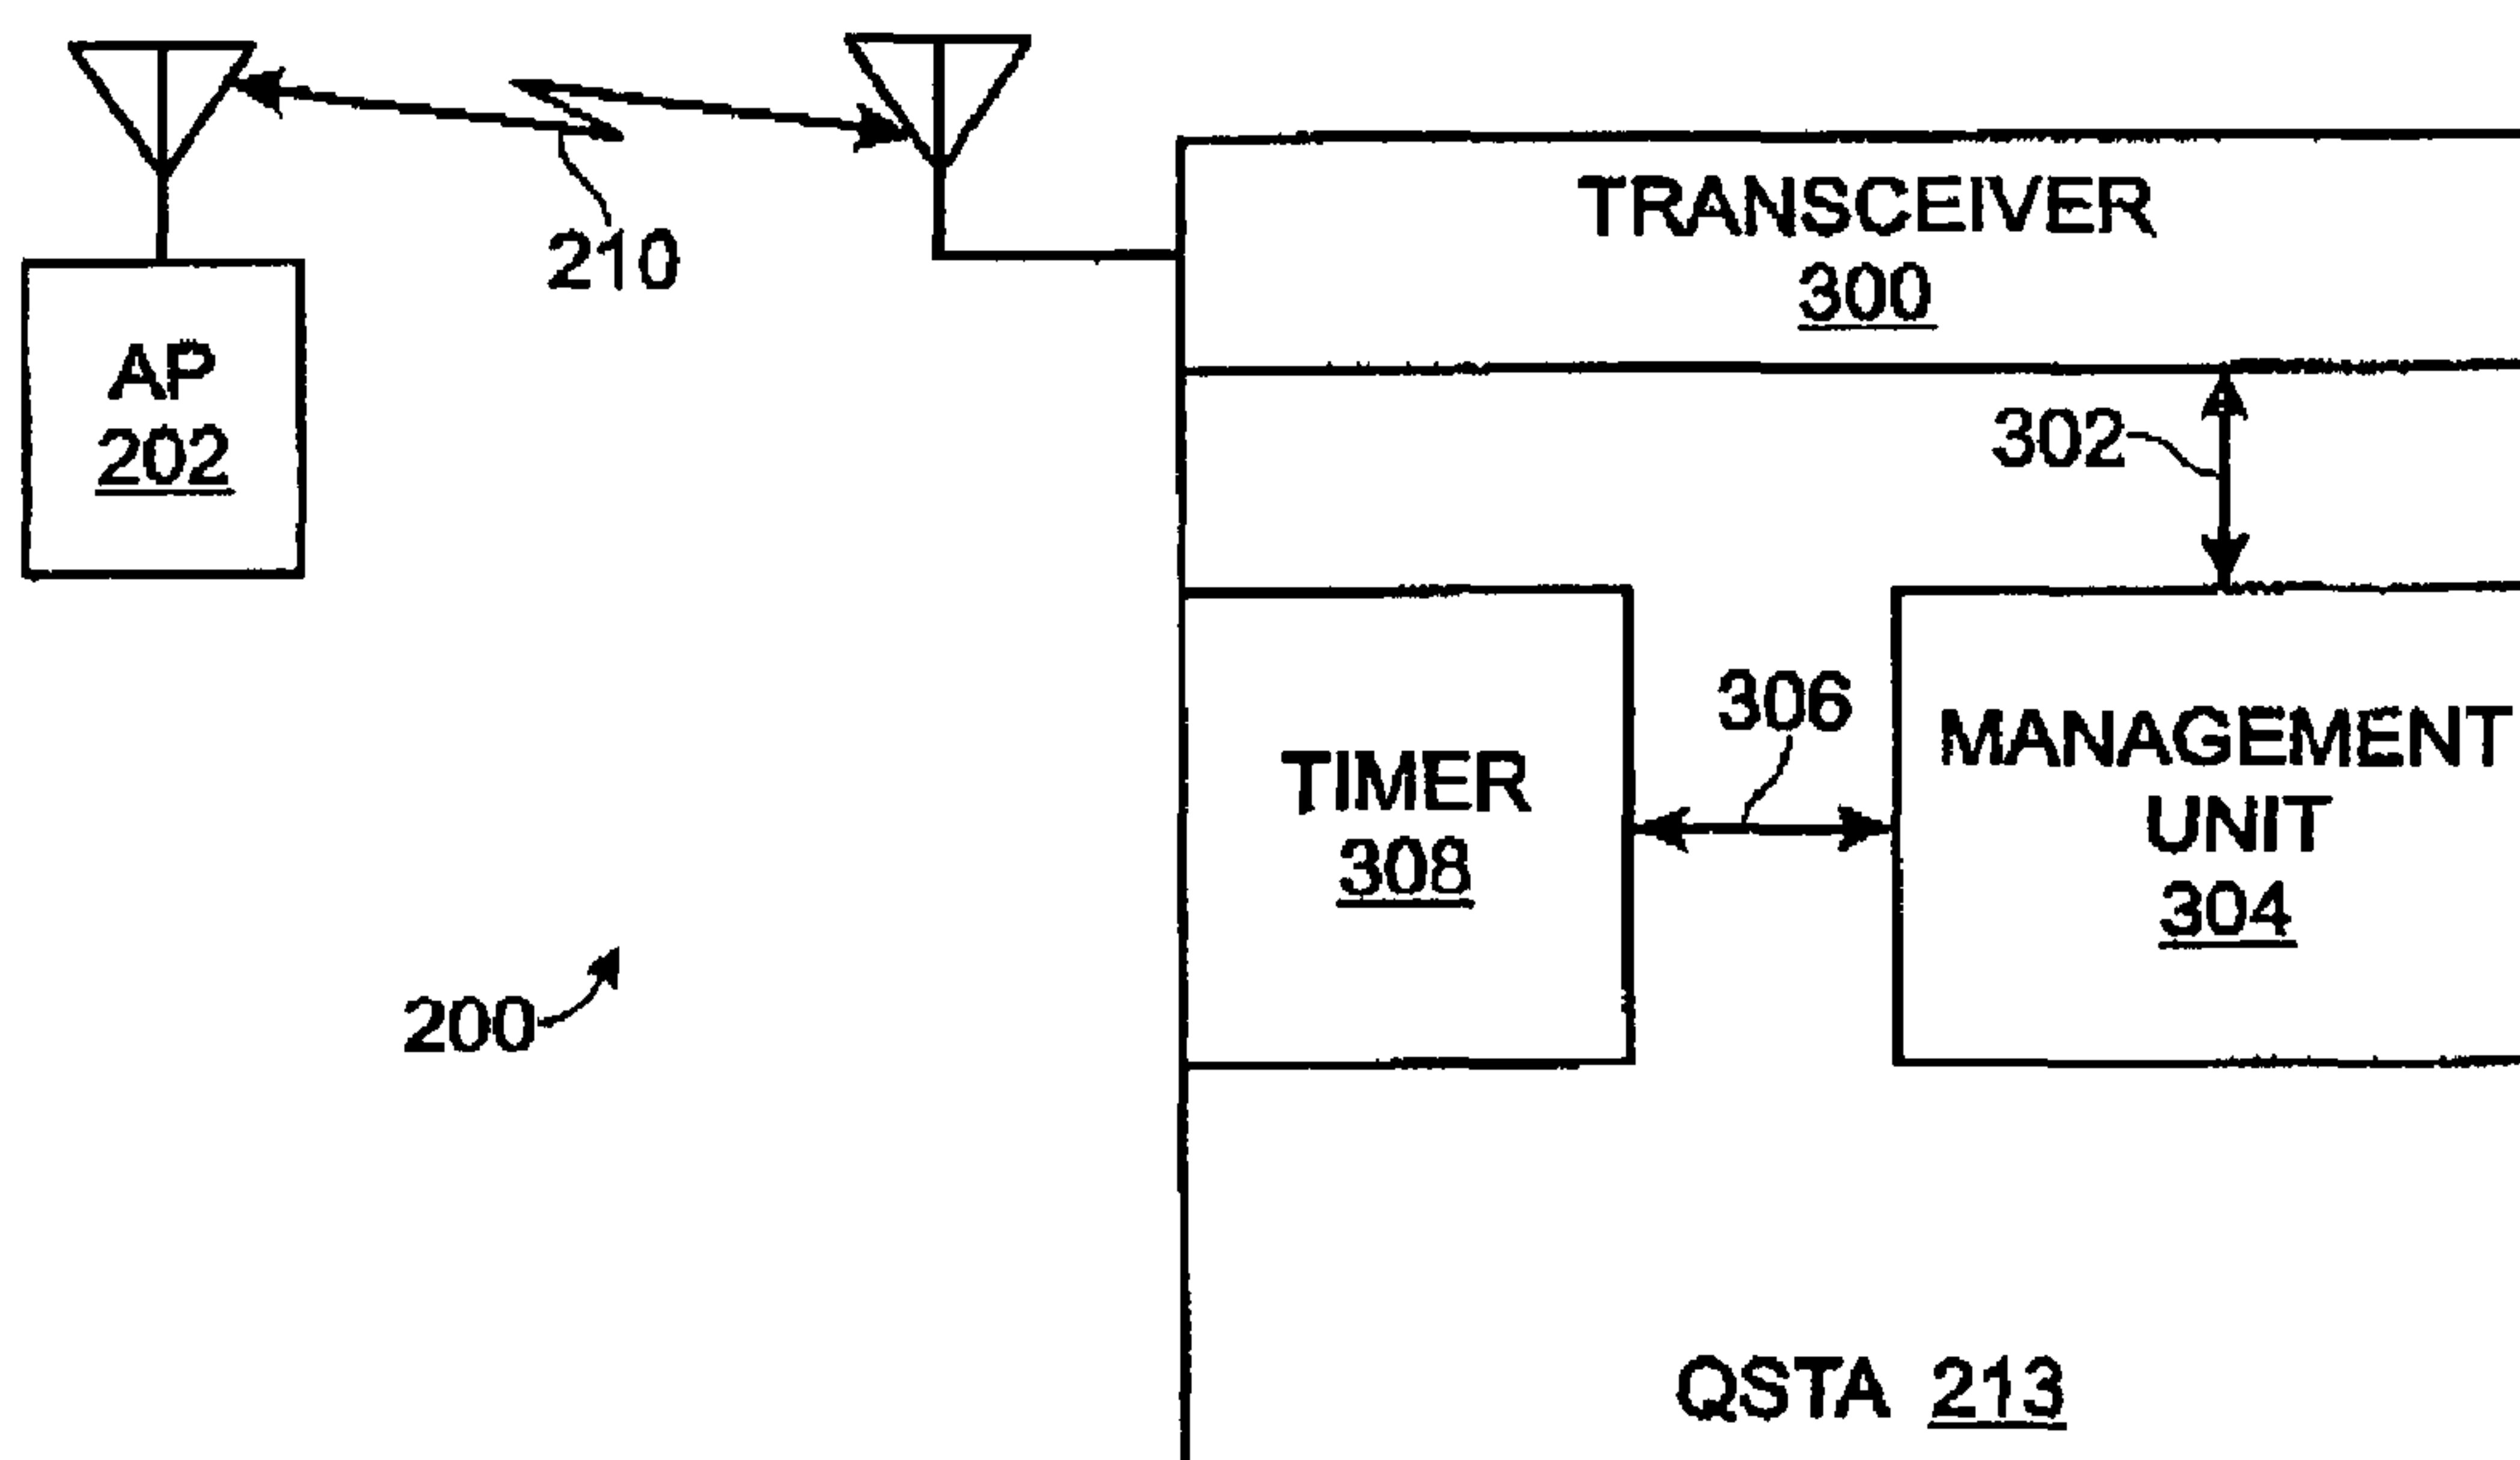 210
TRANSCEIVER
300
AP
202
302
306
TIMER
308
MANAGEMENT
UNIT
304
200
QSTA 213